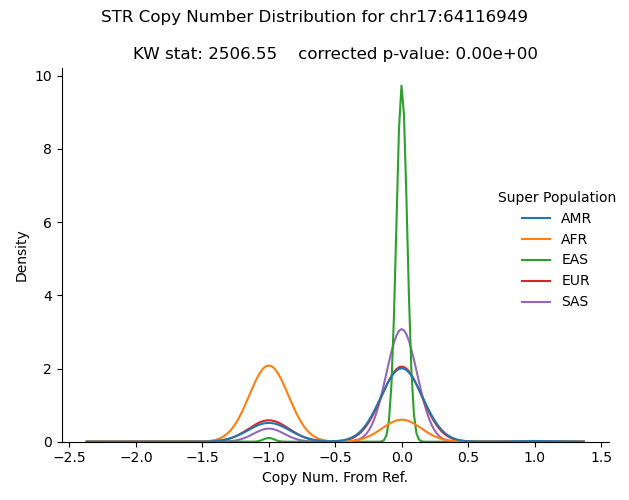 STR Copy Number Distribution for chr17:64116949
KW stat: 2506.55    corrected p-value: 0.00e+00
10
8
6
4
2
0
Density
Super Population
AMR
AFR
EAS
EUR
SAS
−2.5 −2.0 −1.5 −1.0 −0.5 0.0 0.5 1.0 1.5
Copy Num. From Ref.